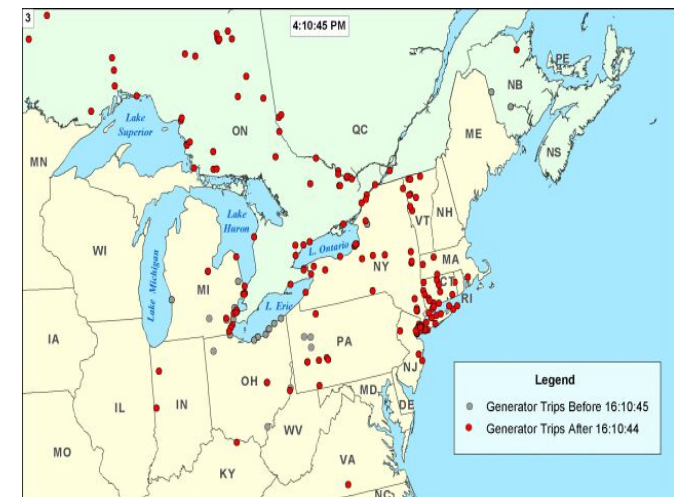 3
4:10:45 PM
PE
NB
Lake
Superior
ON
QC
ME
NS
MN
Lake
Huron
VT
NH
WI
L. Ontario
MA
NY
CT
RI
Lake Michigan
MI
L. Erie
IA
PA
NJ
OH
MD
DE
IL
IN
WV
MO
KY
VA
NC
Legend
Generator Trips Before 16:10:45
Generator Trips After 16:10:44